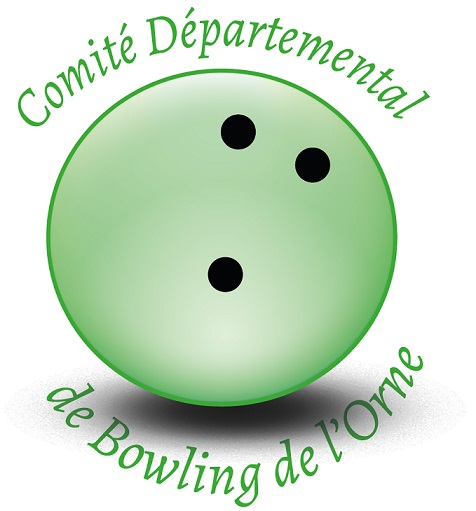 Comité Départemental
de Bowling de l'Orne